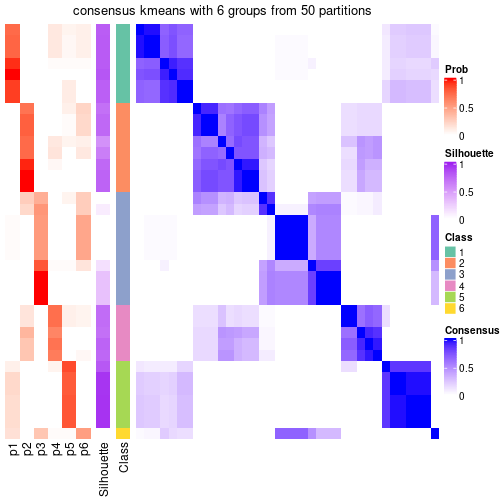 consensus kmeans with 6 groups from 50 partitions
Prob
1
0.5
0
Silhouette
1
0.5
0
Class
1
2
3
4
5
6
Consensus
1
0.5
0
p1
p2
p3
p4
p5
p6
Silhouette
Class